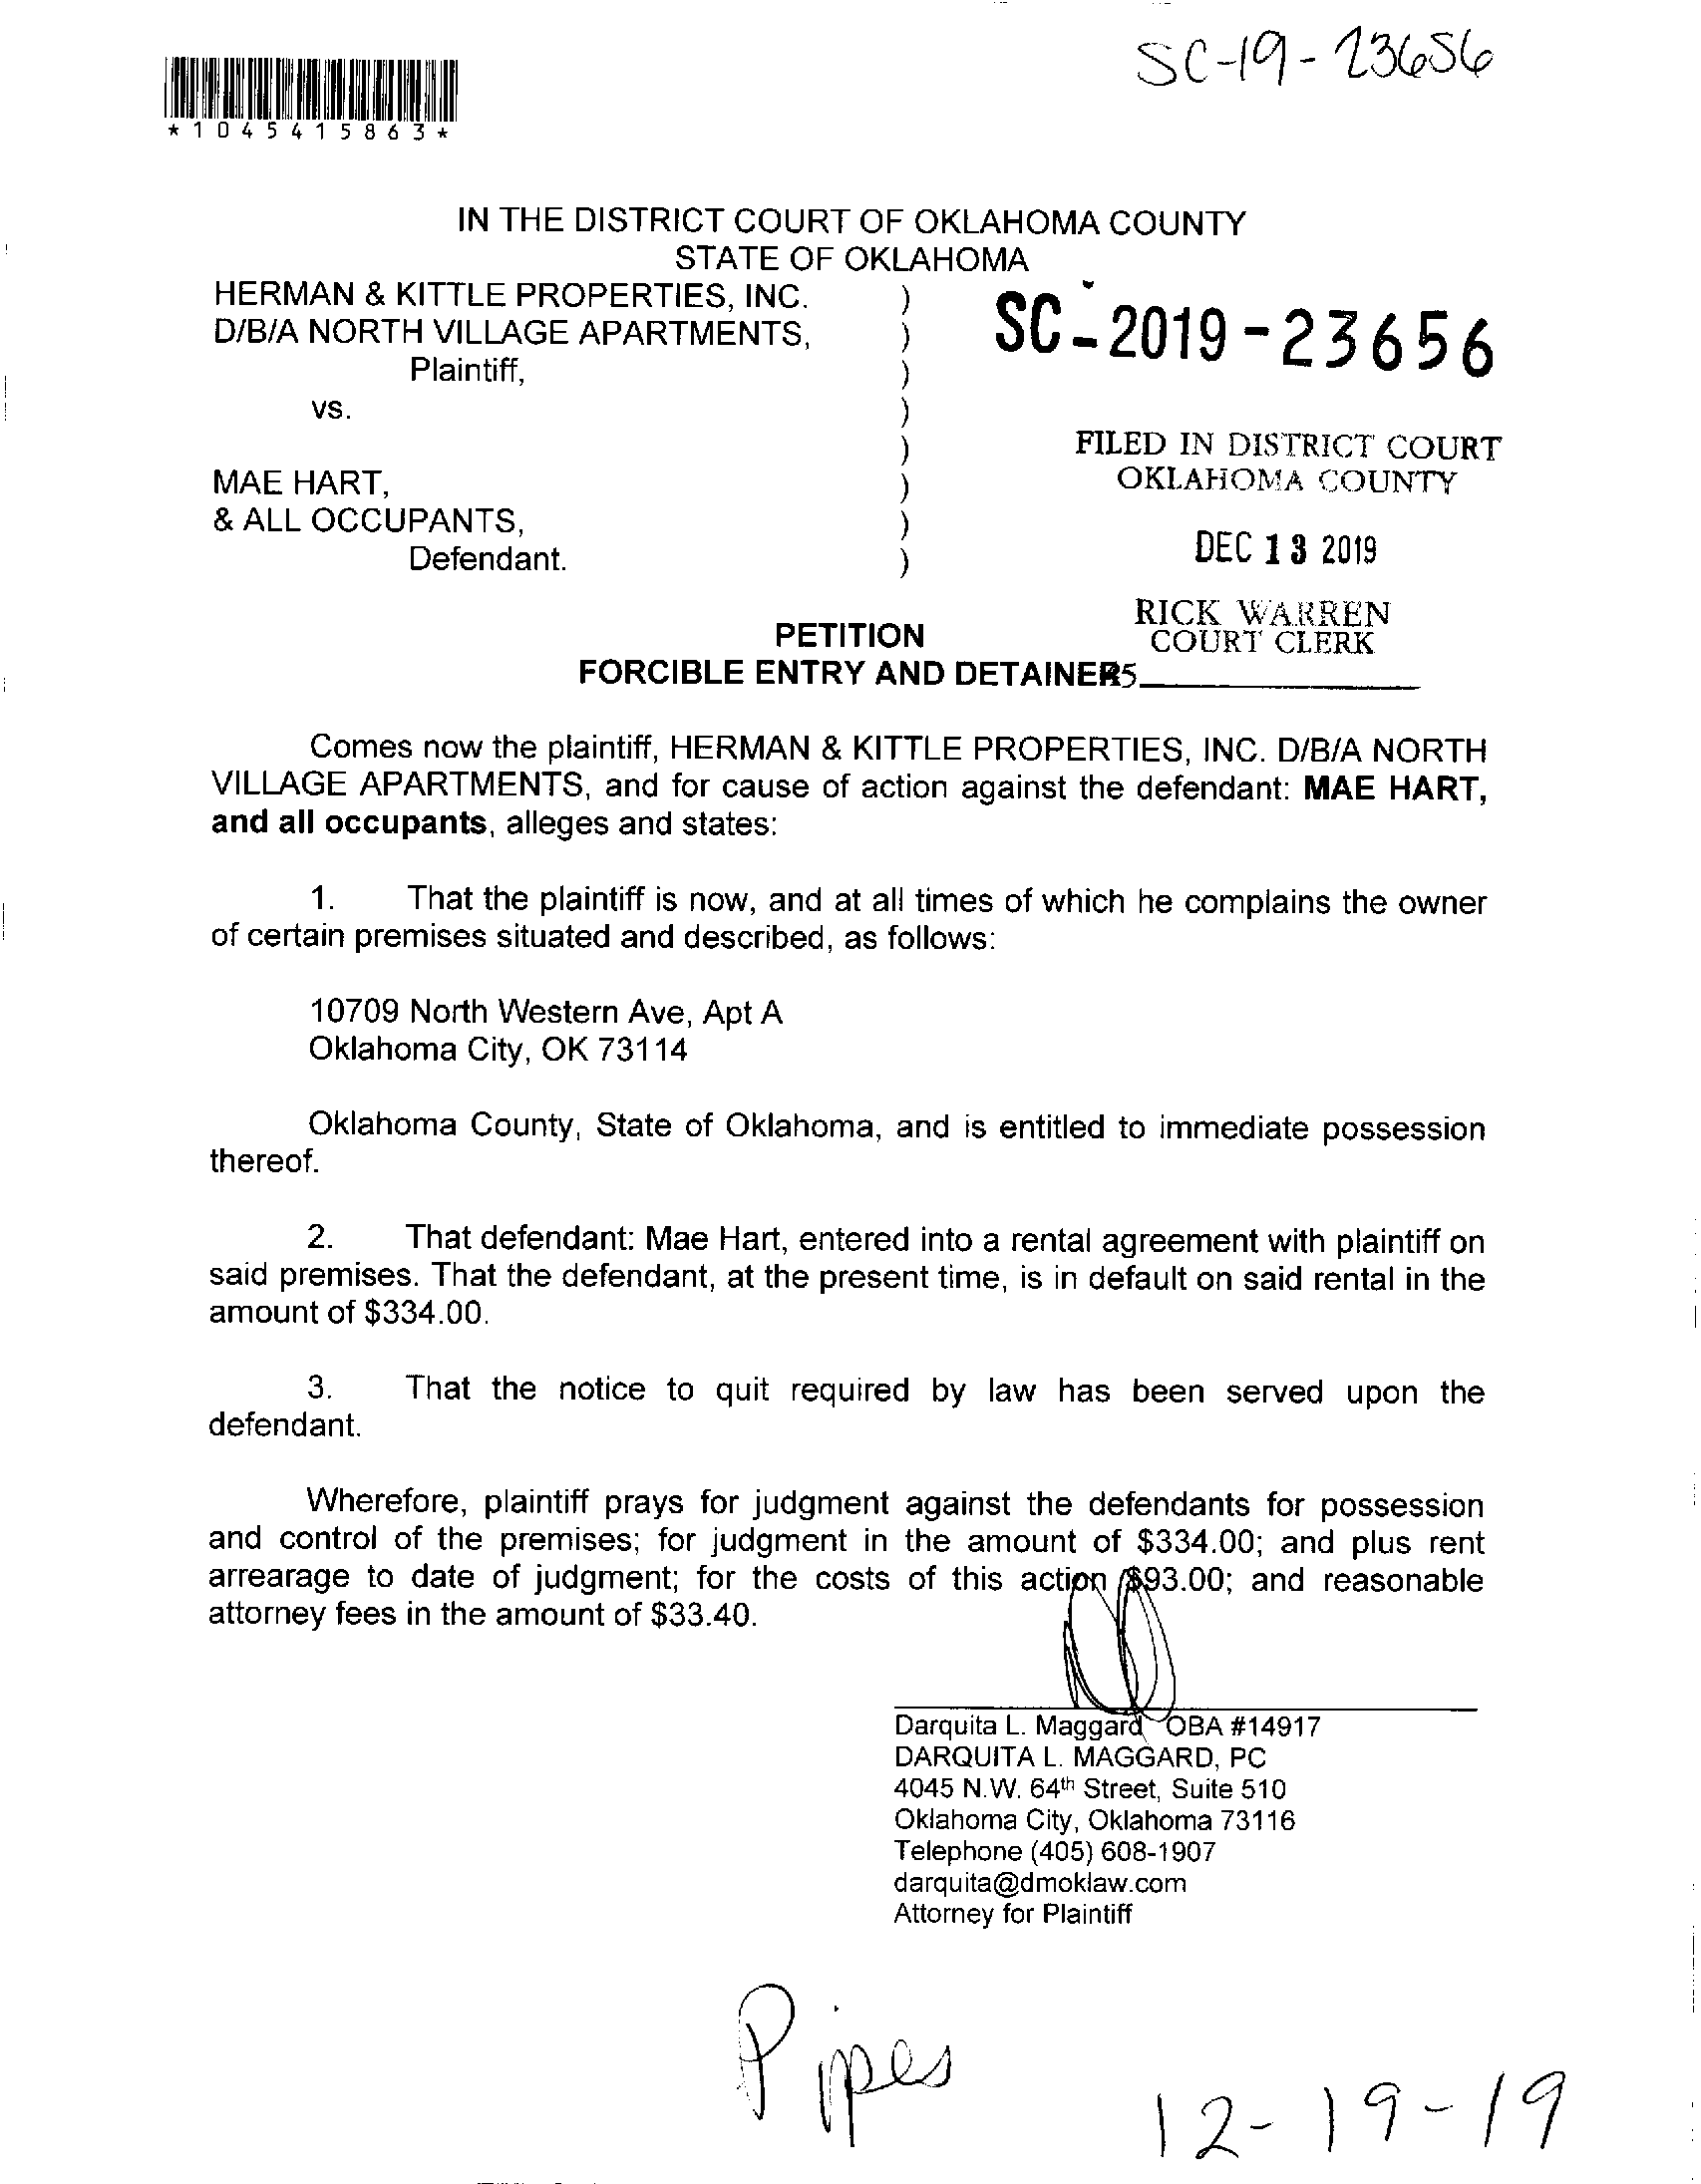 SC-19-23656
*1045415863*
IN THE DISTRICT COURT OF OKLAHOMA COUNTY
STATE OF OKLAHOMA
HERMAN & KITTLE PROPERTIES, INC. )
D/B/A NORTH VILLAGE APARTMENTS, )
Plaintiff, )
vs. )
)
MAE HART, )
& ALL OCCUPANTS, )
Defendant. )
SC-2019-23656
FILED IN DISTRICT COURT
OKLAHOMA COUNTY
DEC 13 2019
RICK WARREN
COURT CLERK
PETITION
FORCIBLE ENTRY AND DETAINER5
Comes now the plaintiff, HERMAN & KITTLE PROPERTIES, INC. D/B/A NORTH
VILLAGE APARTMENTS, and for cause of action against the defendant: MAE HART,
and all occupants, alleges and states:
1. That the plaintiff is now, and at all times of which he complains the owner
of certain premises situated and described, as follows:
10709 North Western Ave, Apt A
Oklahoma City, OK 73114
Oklahoma County, State of Oklahoma, and is entitled to immediate possession
thereof.
2. That defendant: Mae Hart, entered into a rental agreement with plaintiff on
said premises. That the defendant, at the present time, is in default on said rental in the
amount of $334.00.
3. That the notice to quit required by law has been served upon the
defendant.
Wherefore, plaintiff prays for judgment against the defendants for possession
and control of the premises; for judgment in the amount of $334.00; and plus rent
arrearage to date of judgment; for the costs of this action $93.00; and reasonable
attorney fees in the amount of $33.40.
Darquita L. Maggard OBA #14917
DARQUITA L. MAGGARD, PC
4045 N.W. 64th Street, Suite 510
Oklahoma City, Oklahoma 73116
Telephone (405) 608-1907
darquita@dmoklaw.com
Attorney for Plaintiff
Pipes
12-19-19